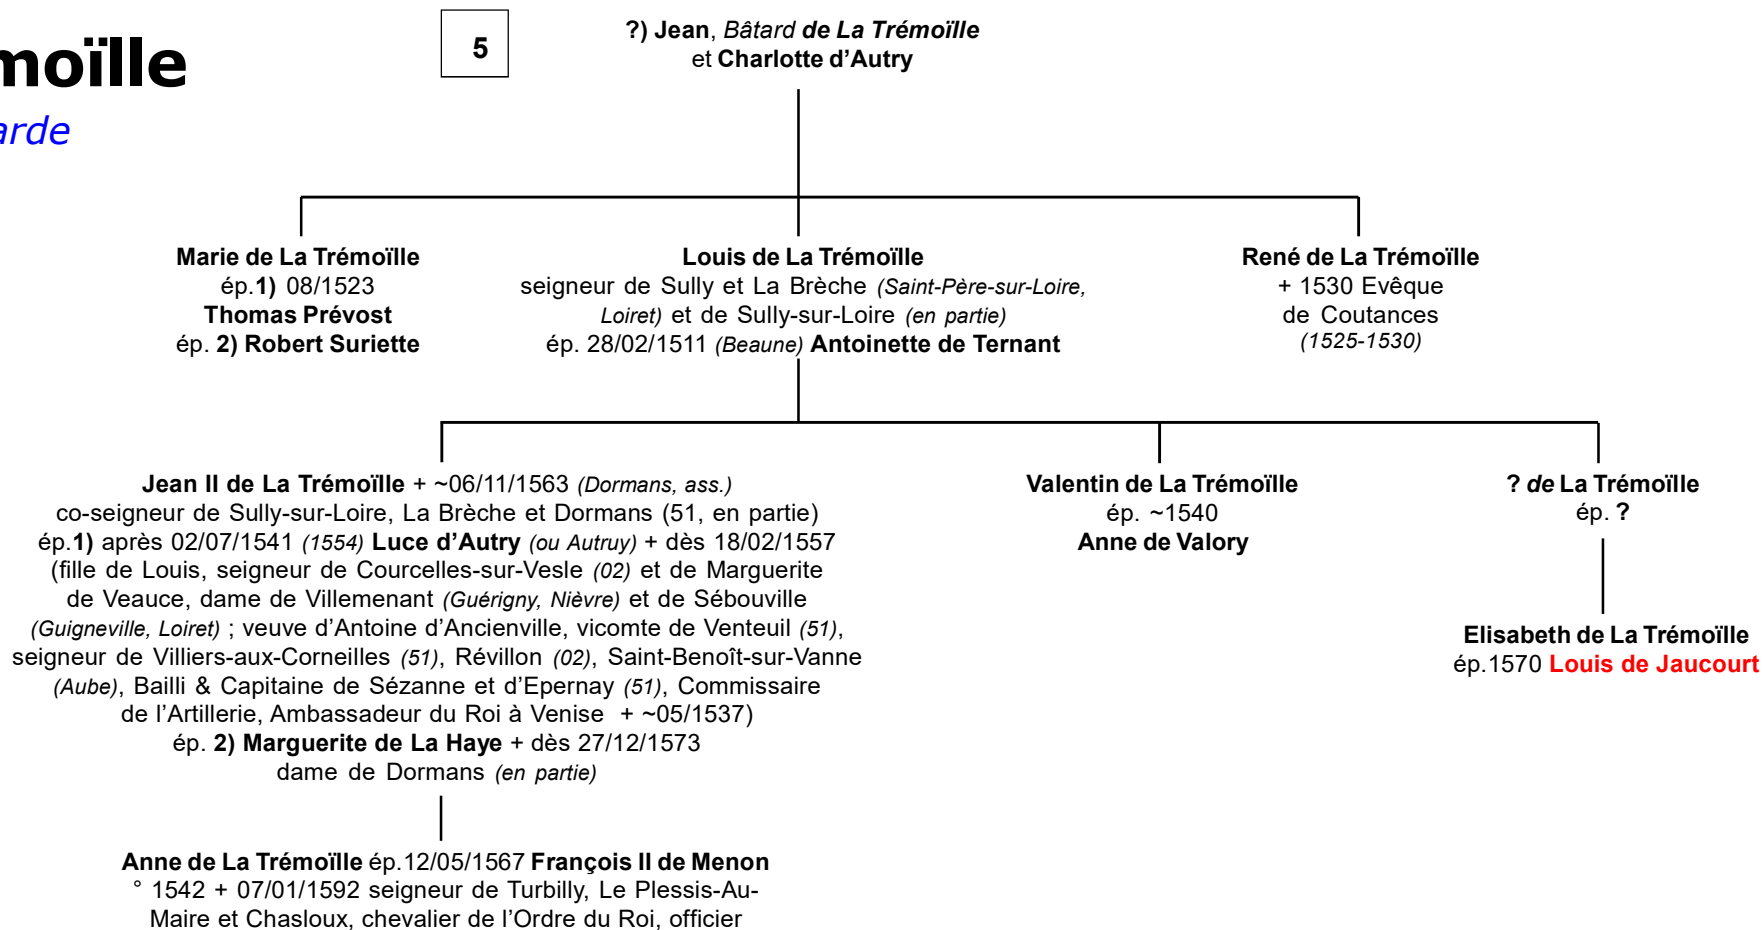 moïlle
arde
5
?) Jean, Bâtard de La Trémoïlle
et Charlotte d’Autry
Marie de La Trémoïlle
ép.1) 08/1523
Thomas Prévost
ép. 2) Robert Suriette
Louis de La Trémoïlle
seigneur de Sully et La Brèche (Saint-Père-sur-Loire,
Loiret) et de Sully-sur-Loire (en partie)
ép. 28/02/1511 (Beaune) Antoinette de Ternant
René de La Trémoïlle
+ 1530 Evêque
de Coutances
(1525-1530)
Jean II de La Trémoïlle + ~06/11/1563 (Dormans, ass.)
co-seigneur de Sully-sur-Loire, La Brèche et Dormans (51, en partie)
ép.1) après 02/07/1541 (1554) Luce d’Autry (ou Autruy) + dès 18/02/1557
(fille de Louis, seigneur de Courcelles-sur-Vesle (02) et de Marguerite
de Veauce, dame de Villemenant (Guérigny, Nièvre) et de Sébouville
(Guigneville, Loiret) ; veuve d’Antoine d’Ancienville, vicomte de Venteuil (51),
seigneur de Villiers-aux-Corneilles (51), Révillon (02), Saint-Benoît-sur-Vanne
(Aube), Bailli & Capitaine de Sézanne et d’Epernay (51), Commissaire
de l’Artillerie, Ambassadeur du Roi à Venise + ~05/1537)
ép. 2) Marguerite de La Haye + dès 27/12/1573
dame de Dormans (en partie)
Valentin de La Trémoïlle
ép. ~1540
Anne de Valory
? de La Trémoïlle
ép. ?
Elisabeth de La Trémoïlle
ép.1570 Louis de Jaucourt
Anne de La Trémoïlle ép.12/05/1567 François II de Menon
° 1542 + 07/01/1592 seigneur de Turbilly, Le Plessis-Au-
Maire et Chasloux, chevalier de l’Ordre du Roi, officier